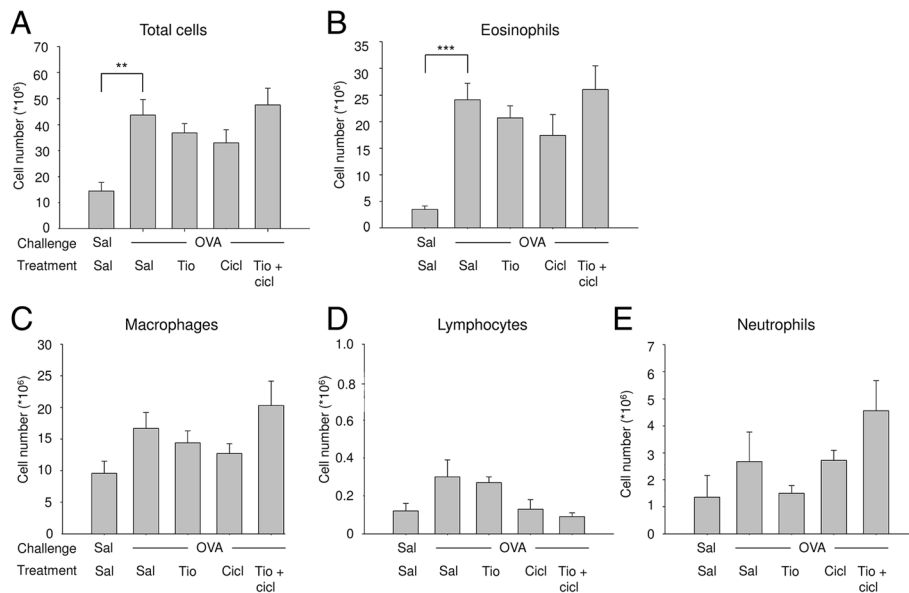 A
Total cells
70
60
50
40
30
20
10
0
Cell number (*10⁶)
**
Challenge Sal OVA
Treatment Sal Sal Tio Cicl Tio +
cicl
B
Eosinophils
35
30
25
20
15
10
5
0
Cell number (*10⁶)
***
Sal OVA
Sal Sal Tio Cicl Tio +
cicl
C
Macrophages
30
25
20
15
10
5
0
Cell number (*10⁶)
Challenge Sal OVA
Treatment Sal Sal Tio Cicl Tio +
cicl
D
Lymphocytes
1.0
0.8
0.6
0.4
0.2
0
Cell number (*10⁶)
Sal OVA
Sal Sal Tio Cicl Tio +
cicl
E
Neutrophils
7
6
5
4
3
2
1
0
Cell number (*10⁶)
Sal OVA
Sal Sal Tio Cicl Tio +
cicl